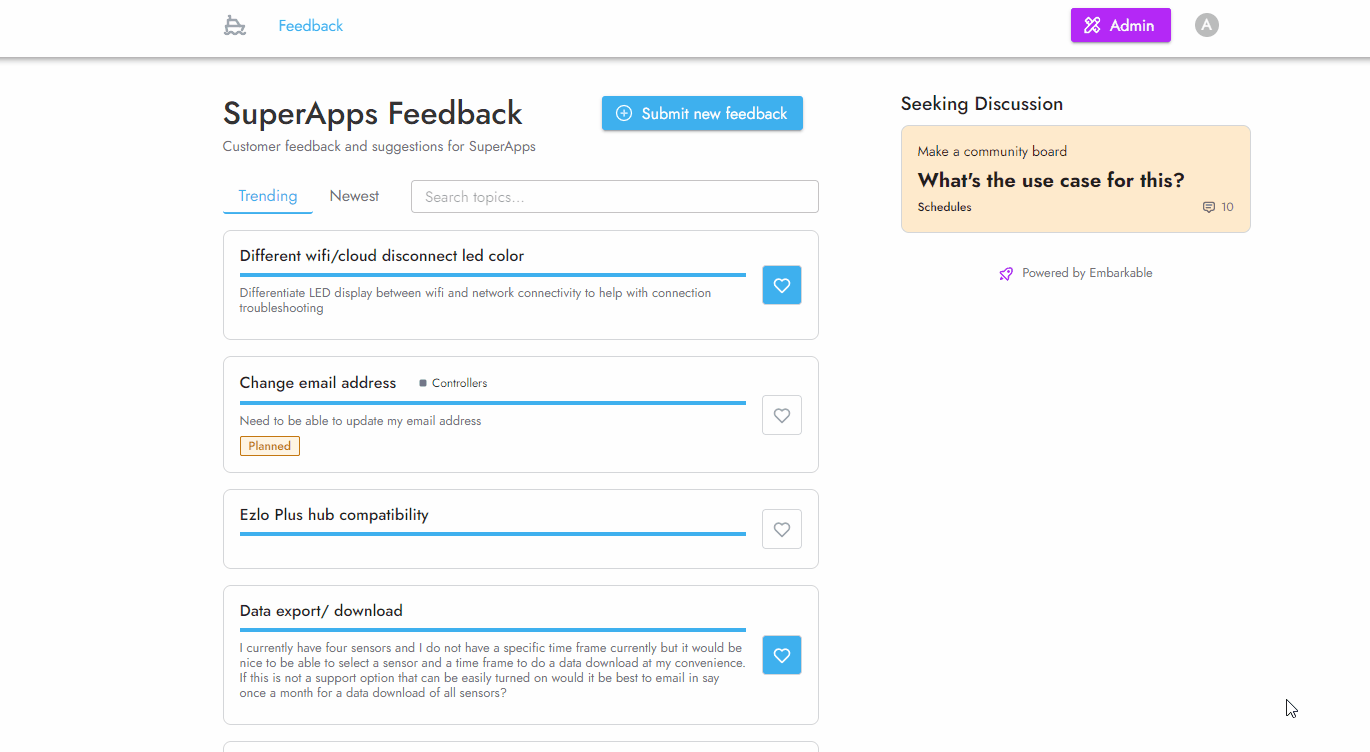 Feedback
Admin
A
SuperApps Feedback
Submit new feedback
Customer feedback and suggestions for SuperApps
Trending
Newest
Search topics...
Different wifi/cloud disconnect led color
Differentiate LED display between wifi and network connectivity to help with connection
troubleshooting
Change email address
Controllers
Need to be able to update my email address
Planned
Ezlo Plus hub compatibility
Data export/ download
I currently have four sensors and I do not have a specific time frame currently but it would be
nice to be able to select a sensor and a time frame to do a data download at my convenience.
If this is not a support option that can be easily turned on would it be best to email in say
once a month for a data download of all sensors?
Seeking Discussion
Make a community board
What's the use case for this?
Schedules
10
Powered by Embarkable